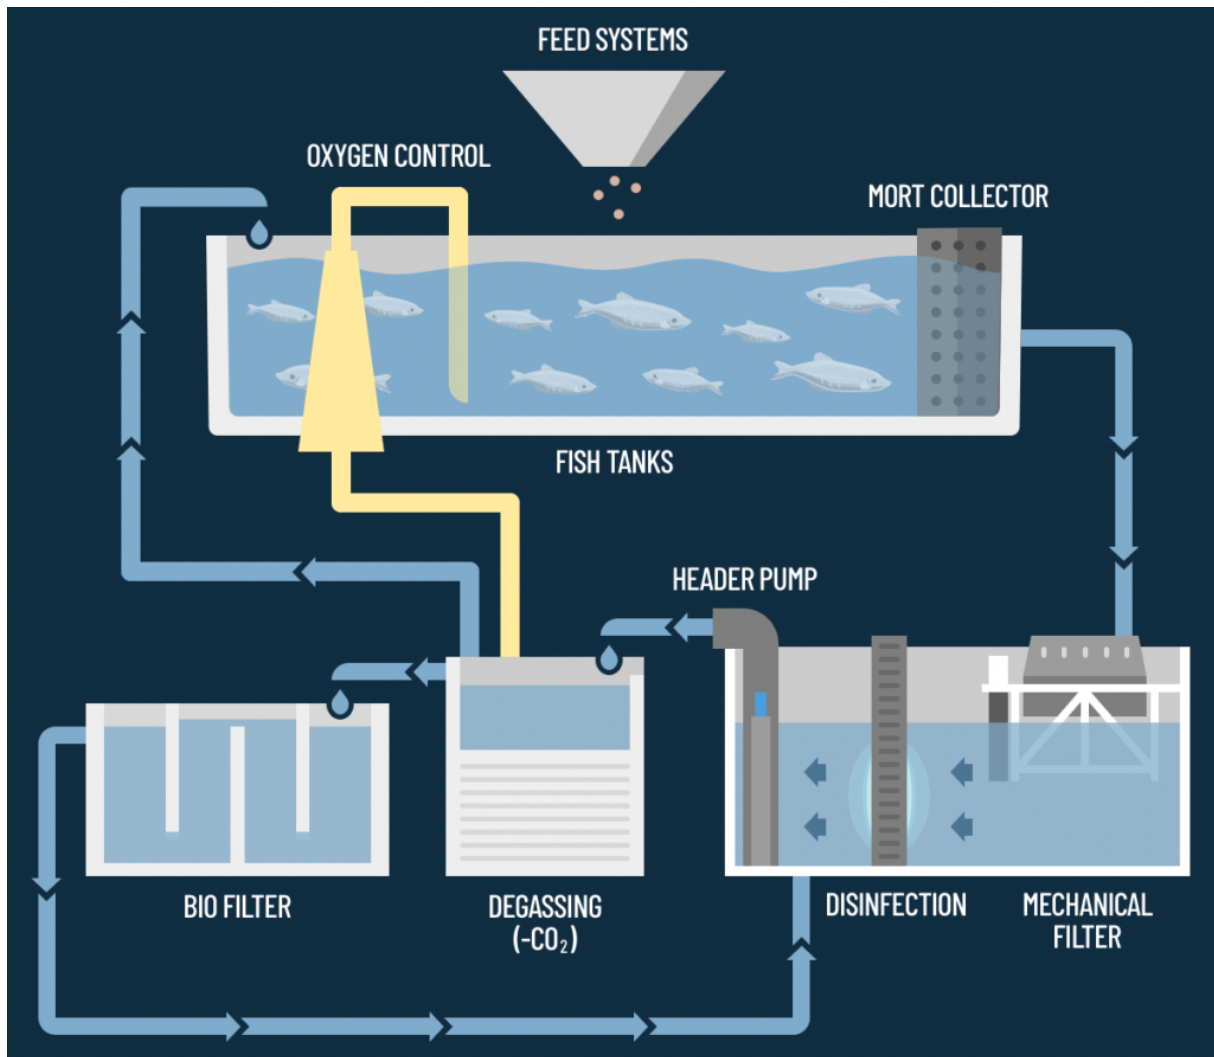 FEED SYSTEMS
OXYGEN CONTROL
MORT COLLECTOR
FISH TANKS
HEADER PUMP
BIO FILTER
DEGASSING
(-CO₂)
DISINFECTION
MECHANICAL
FILTER